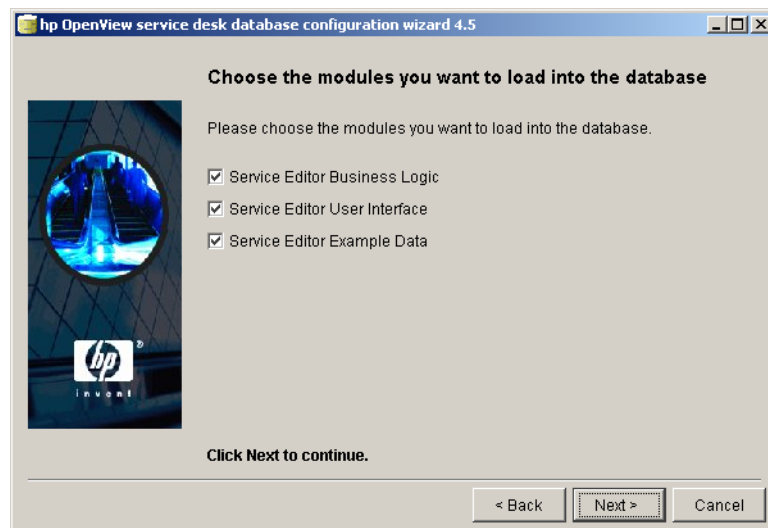 hp OpenView service desk database configuration wizard 4.5
Choose the modules you want to load into the database
Please choose the modules you want to load into the database.
Service Editor Business Logic
Service Editor User Interface
Service Editor Example Data
hp ®
invent
Click Next to continue.
< Back
Next >
Cancel